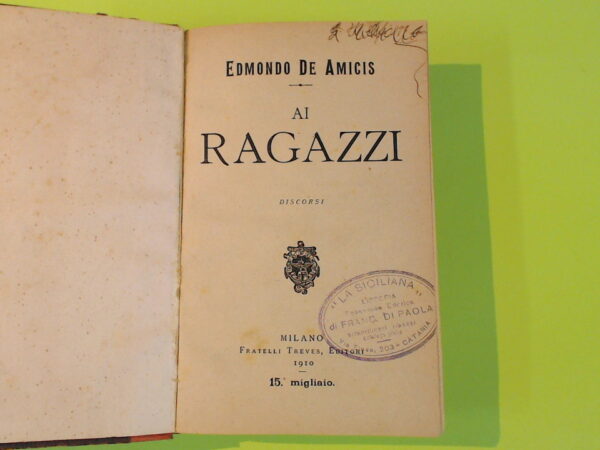 EDMONDO DE AMICIS
AI
RAGAZZI
DISCORSI
MILANO
FRATELLI TREVES, EDITORI
1910
15.° migliaio.
"LA SICILIANA"
di FRANC. DI PAOLA
203 - CATANIA